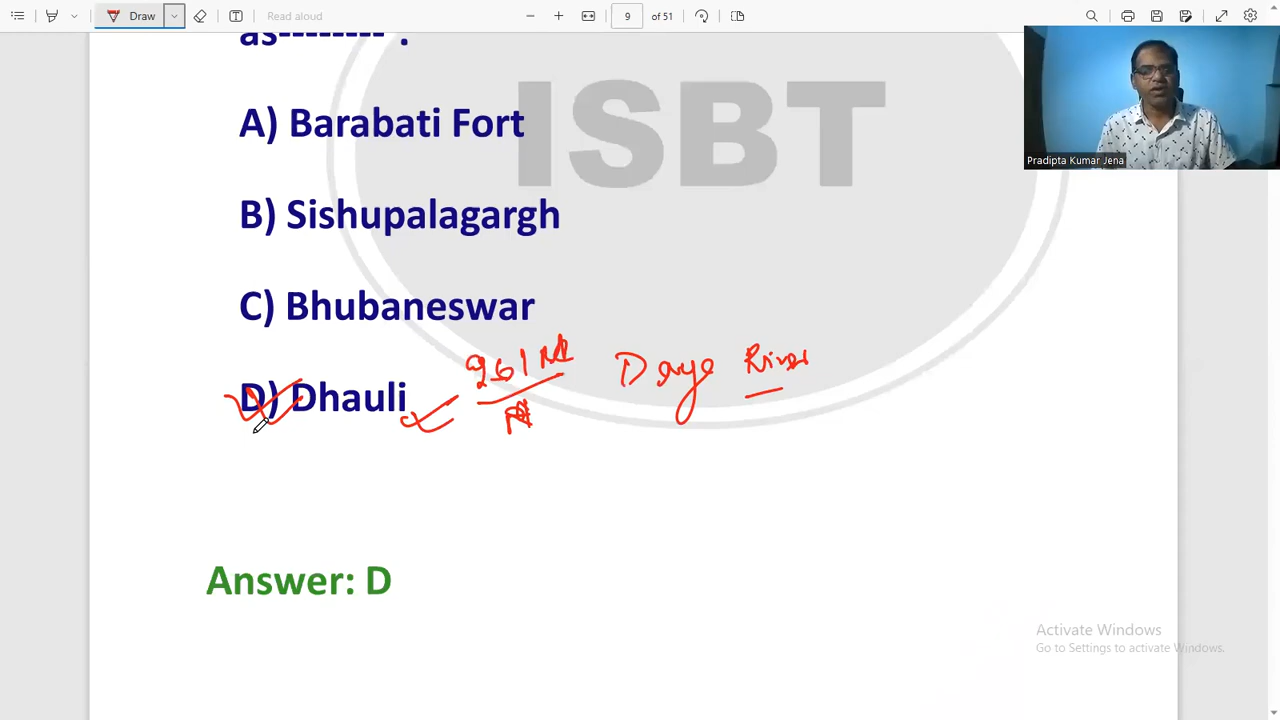 Draw
Read aloud
9 of 51
as-------- .
ISBT
A) Barabati Fort
B) Sishupalagargh
C) Bhubaneswar
261 Daya River
D) Dhauli
Answer: D
Pradipta Kumar Jena
Activate Windows
Go to Settings to activate Windows.